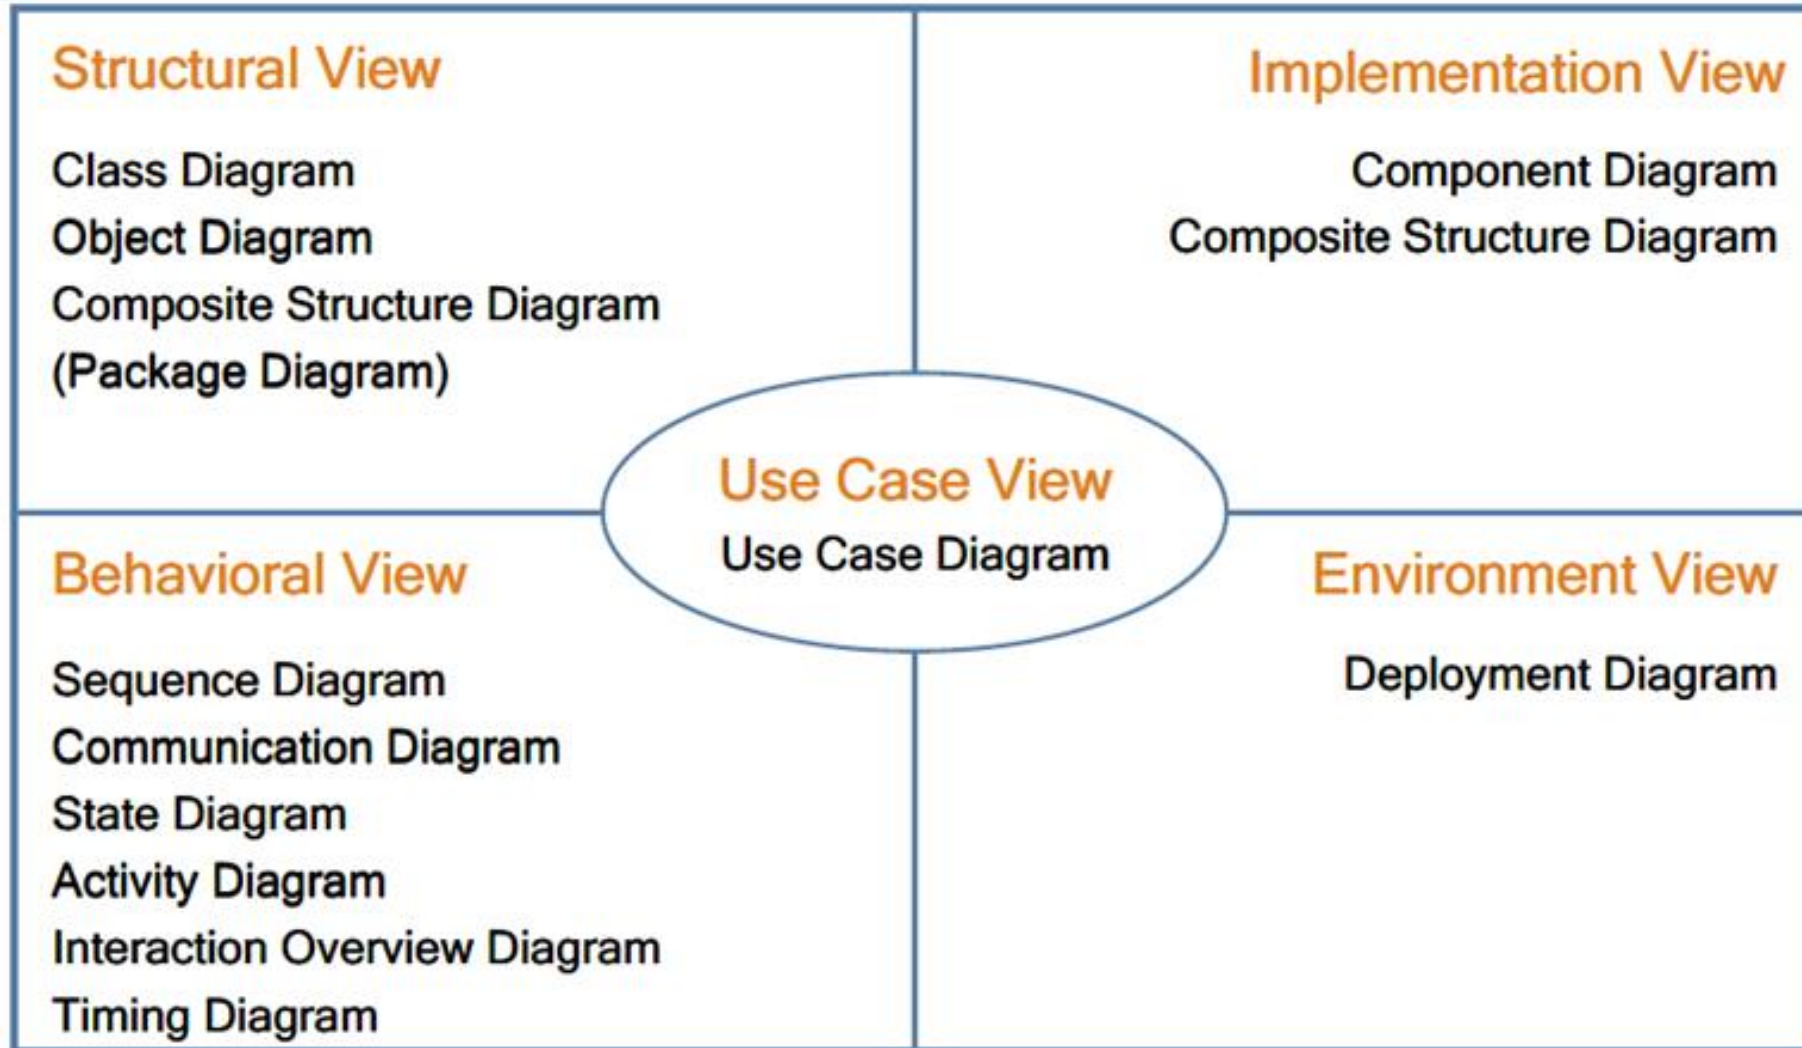 Structural View
Class Diagram
Object Diagram
Composite Structure Diagram
(Package Diagram)
Implementation View
Component Diagram
Composite Structure Diagram
Use Case View
Use Case Diagram
Behavioral View
Sequence Diagram
Communication Diagram
State Diagram
Activity Diagram
Interaction Overview Diagram
Timing Diagram
Environment View
Deployment Diagram